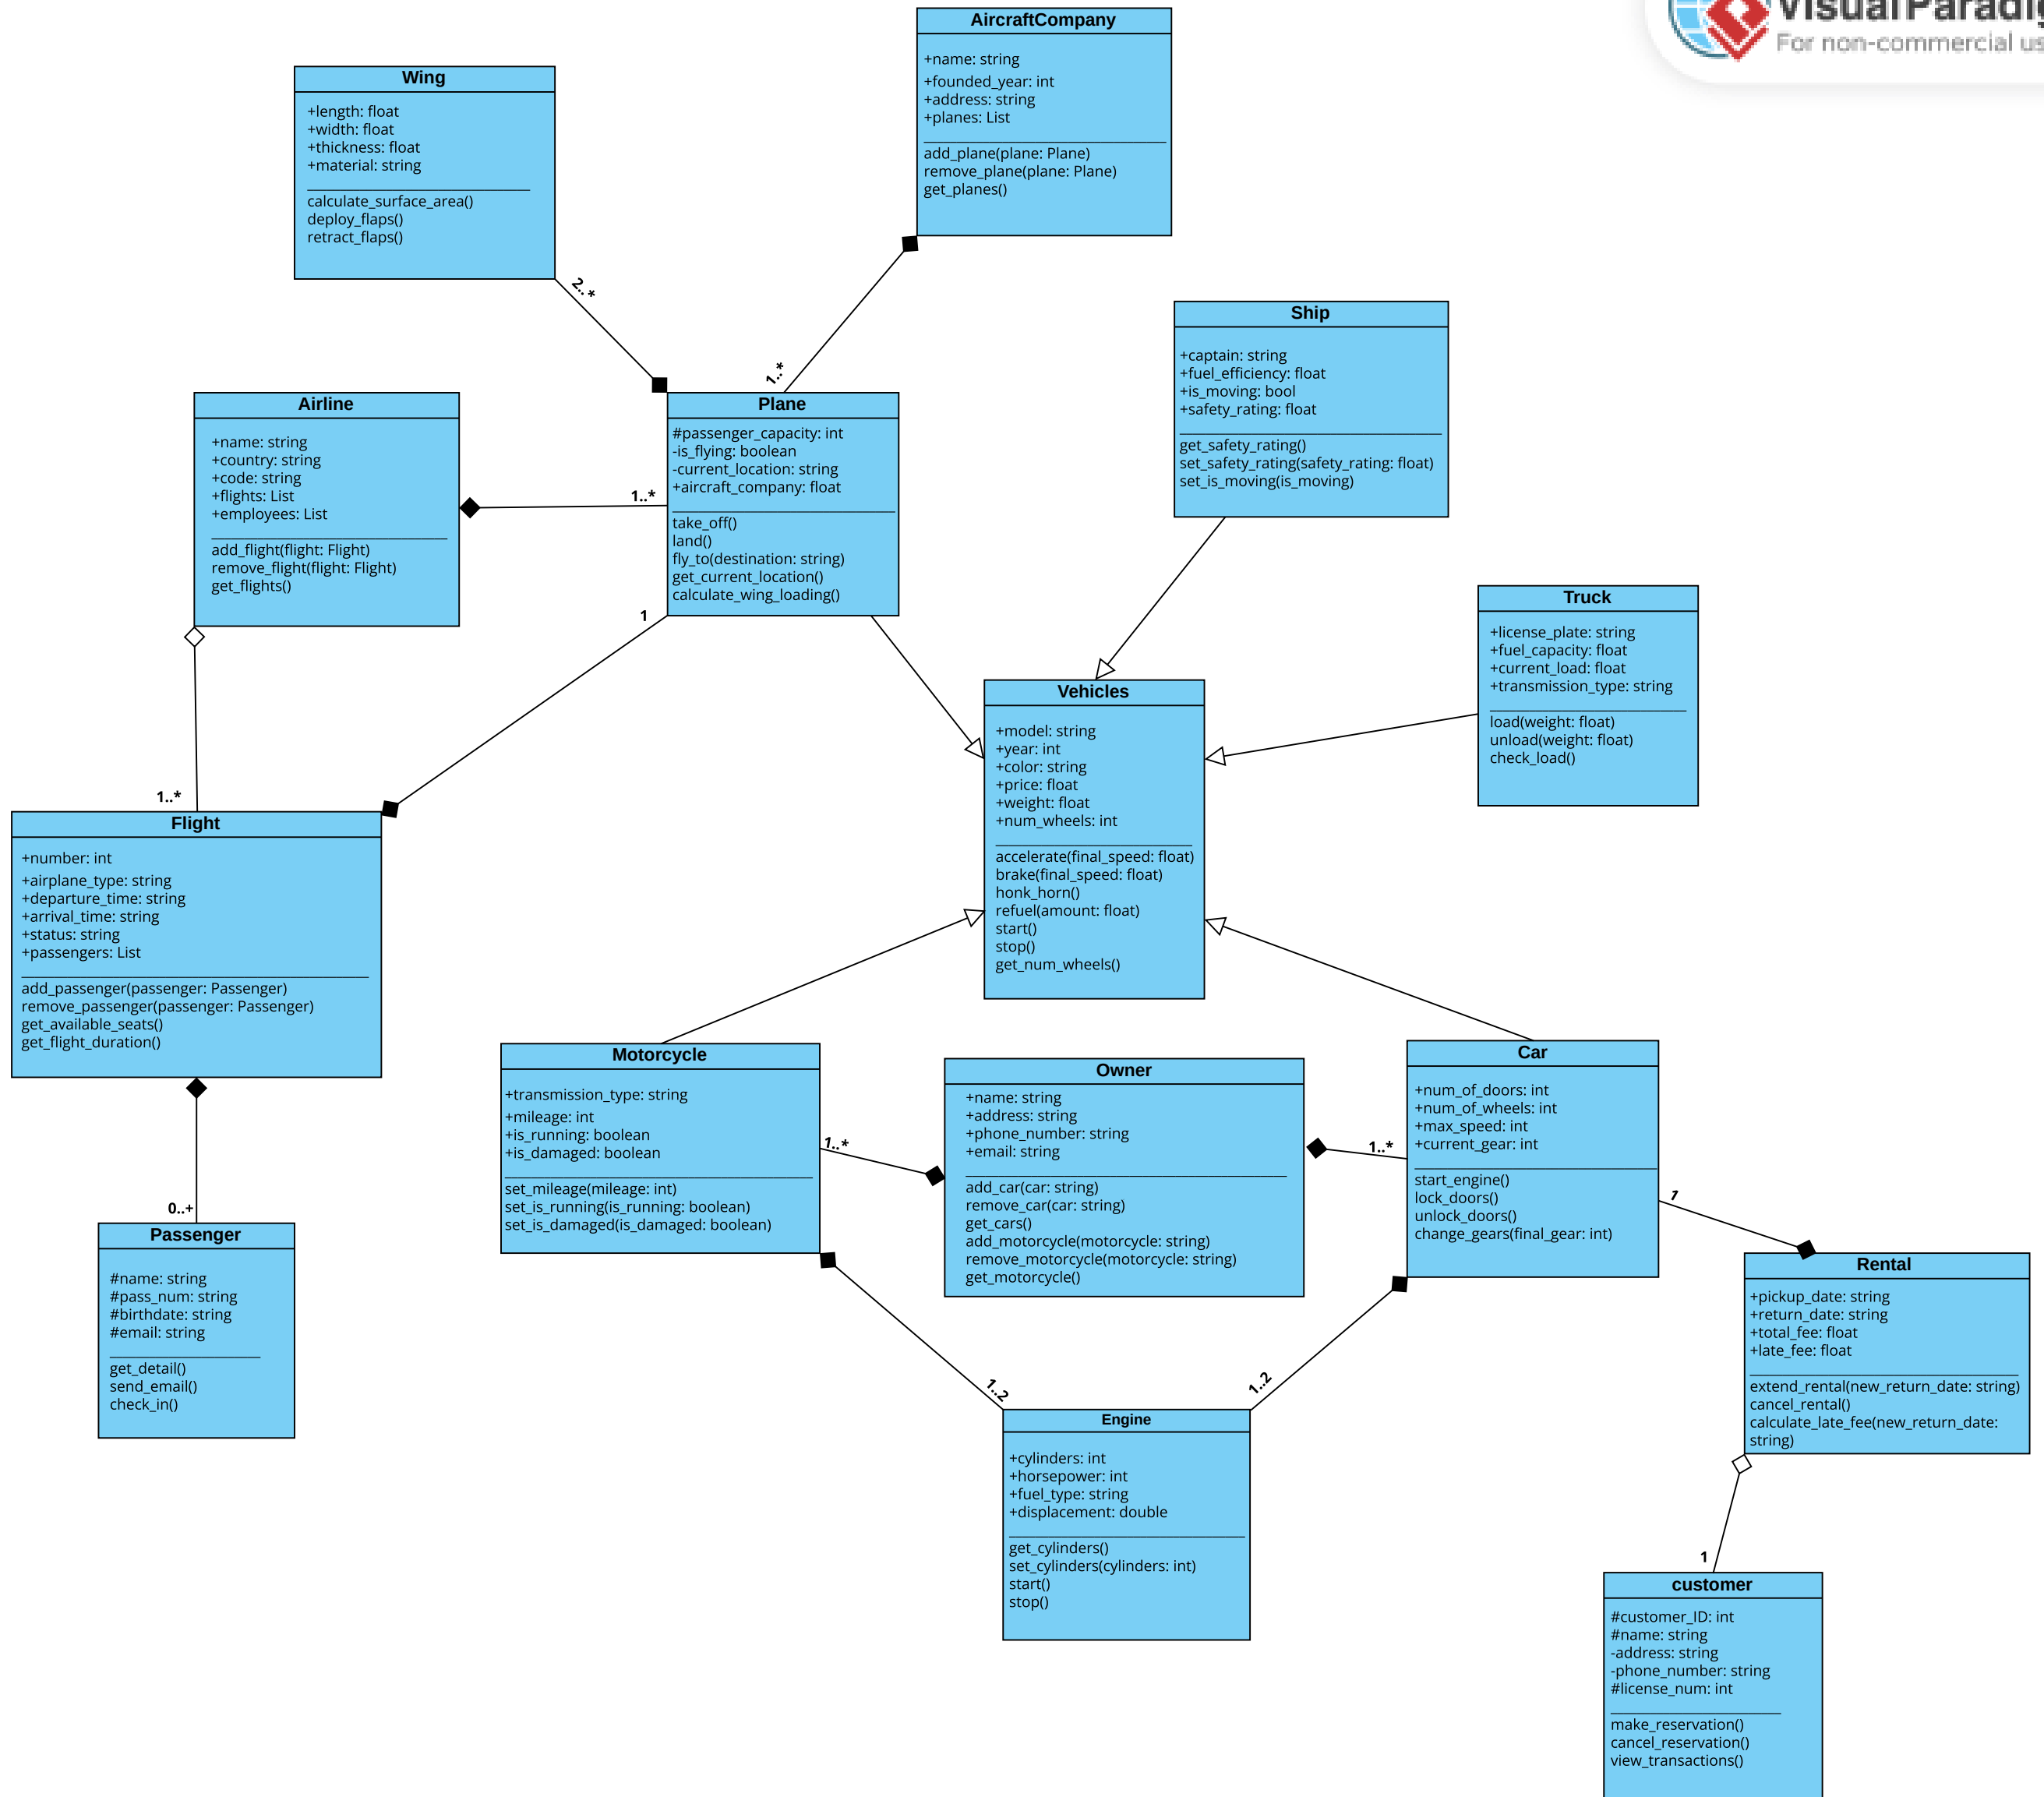 AircraftCompany
+name: string
+founded_year: int
+address: string
+planes: List
add_plane(plane: Plane)
remove_plane(plane: Plane)
get_planes()
For non-commercial us
Wing
+length: float
+width: float
+thickness: float
+material: string
calculate_surface_area()
deploy_flaps()
retract_flaps()
2..*
1..*
Ship
+captain: string
+fuel_efficiency: float
+is_moving: bool
+safety_rating: float
get_safety_rating()
set_safety_rating(safety_rating: float)
set_is_moving(is_moving)
Airline
+name: string
+country: string
+code: string
+flights: List
+employees: List
add_flight(flight: Flight)
remove_flight(flight: Flight)
get_flights()
1..*
Plane
#passenger_capacity: int
-is_flying: boolean
-current_location: string
+aircraft_company: float
take_off()
land()
fly_to(destination: string)
get_current_location()
calculate_wing_loading()
1
Truck
+license_plate: string
+fuel_capacity: float
+current_load: float
+transmission_type: string
load(weight: float)
unload(weight: float)
check_load()
Vehicles
+model: string
+year: int
+color: string
+price: float
+weight: float
+num_wheels: int
accelerate(final_speed: float)
brake(final_speed: float)
honk_horn()
refuel(amount: float)
start()
stop()
get_num_wheels()
1..*
Flight
+number: int
+airplane_type: string
+departure_time: string
+arrival_time: string
+status: string
+passengers: List
add_passenger(passenger: Passenger)
remove_passenger(passenger: Passenger)
get_available_seats()
get_flight_duration()
0..+
Passenger
#name: string
#pass_num: string
#birthdate: string
#email: string
get_detail()
send_email()
check_in()
Motorcycle
+transmission_type: string
+mileage: int
+is_running: boolean
+is_damaged: boolean
set_mileage(mileage: int)
set_is_running(is_running: boolean)
set_is_damaged(is_damaged: boolean)
1..*
Owner
+name: string
+address: string
+phone_number: string
+email: string
add_car(car: string)
remove_car(car: string)
get_cars()
add_motorcycle(motorcycle: string)
remove_motorcycle(motorcycle: string)
get_motorcycle()
1..*
Car
+num_of_doors: int
+num_of_wheels: int
+max_speed: int
+current_gear: int
start_engine()
lock_doors()
unlock_doors()
change_gears(final_gear: int)
1
Rental
+pickup_date: string
+return_date: string
+total_fee: float
+late_fee: float
extend_rental(new_return_date: string)
cancel_rental()
calculate_late_fee(new_return_date:
string)
1..2
1..2
Engine
+cylinders: int
+horsepower: int
+fuel_type: string
+displacement: double
get_cylinders()
set_cylinders(cylinders: int)
start()
stop()
1
customer
#customer_ID: int
#name: string
-address: string
-phone_number: string
#license_num: int
make_reservation()
cancel_reservation()
view_transactions()